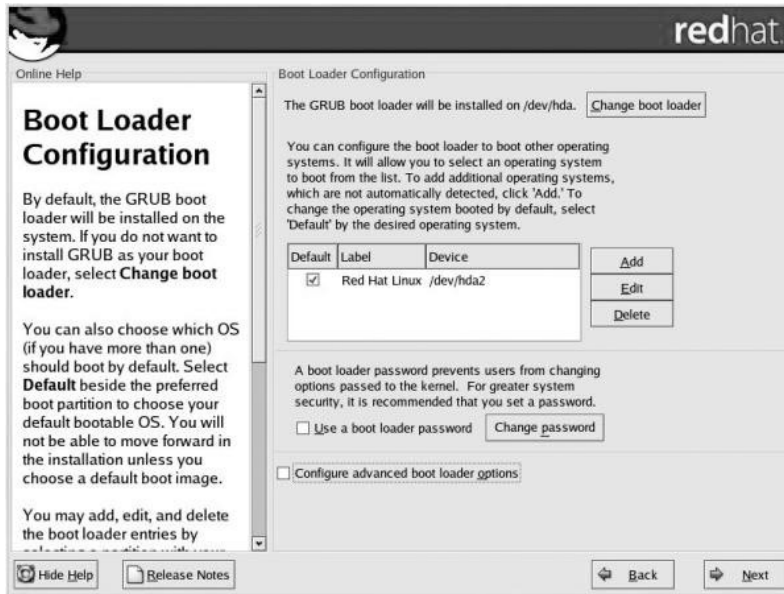 redhat.
Online Help
Boot Loader
Configuration
By default, the GRUB boot
loader will be installed on the
system. If you do not want to
install GRUB as your boot
loader, select Change boot
loader.
You can also choose which OS
(if you have more than one)
should boot by default. Select
Default beside the preferred
boot partition to choose your
default bootable OS. You will
not be able to move forward in
the installation unless you
choose a default boot image.
You may add, edit, and delete
the boot loader entries by
Boot Loader Configuration
The GRUB boot loader will be installed on /dev/hda. Change boot loader
You can configure the boot loader to boot other operating
systems. It will allow you to select an operating system
to boot from the list. To add additional operating systems,
which are not automatically detected, click 'Add.' To
change the operating system booted by default, select
'Default' by the desired operating system.
Default Label Device
Red Hat Linux /dev/hda2
Add
Edit
Delete
A boot loader password prevents users from changing
options passed to the kernel. For greater system
security, it is recommended that you set a password.
Use a boot loader password Change password
Configure advanced boot loader options
Hide Help Release Notes Back Next